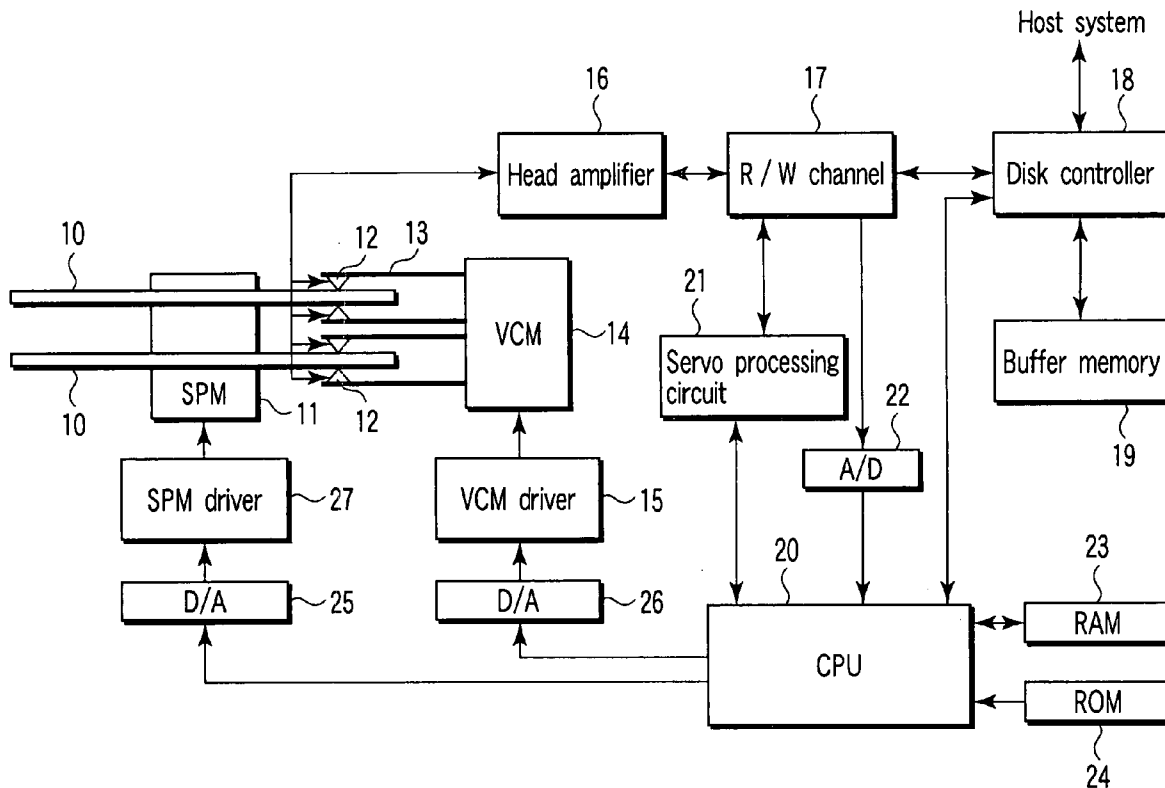 Host system
16
17
18
Head amplifier
R / W channel
Disk controller
10
12
13
21
14
VCM
Servo processing
circuit
Buffer memory
22
19
SPM
10
11
12
A/D
SPM driver
27
VCM driver
15
20
23
D/A
25
D/A
26
RAM
CPU
ROM
24